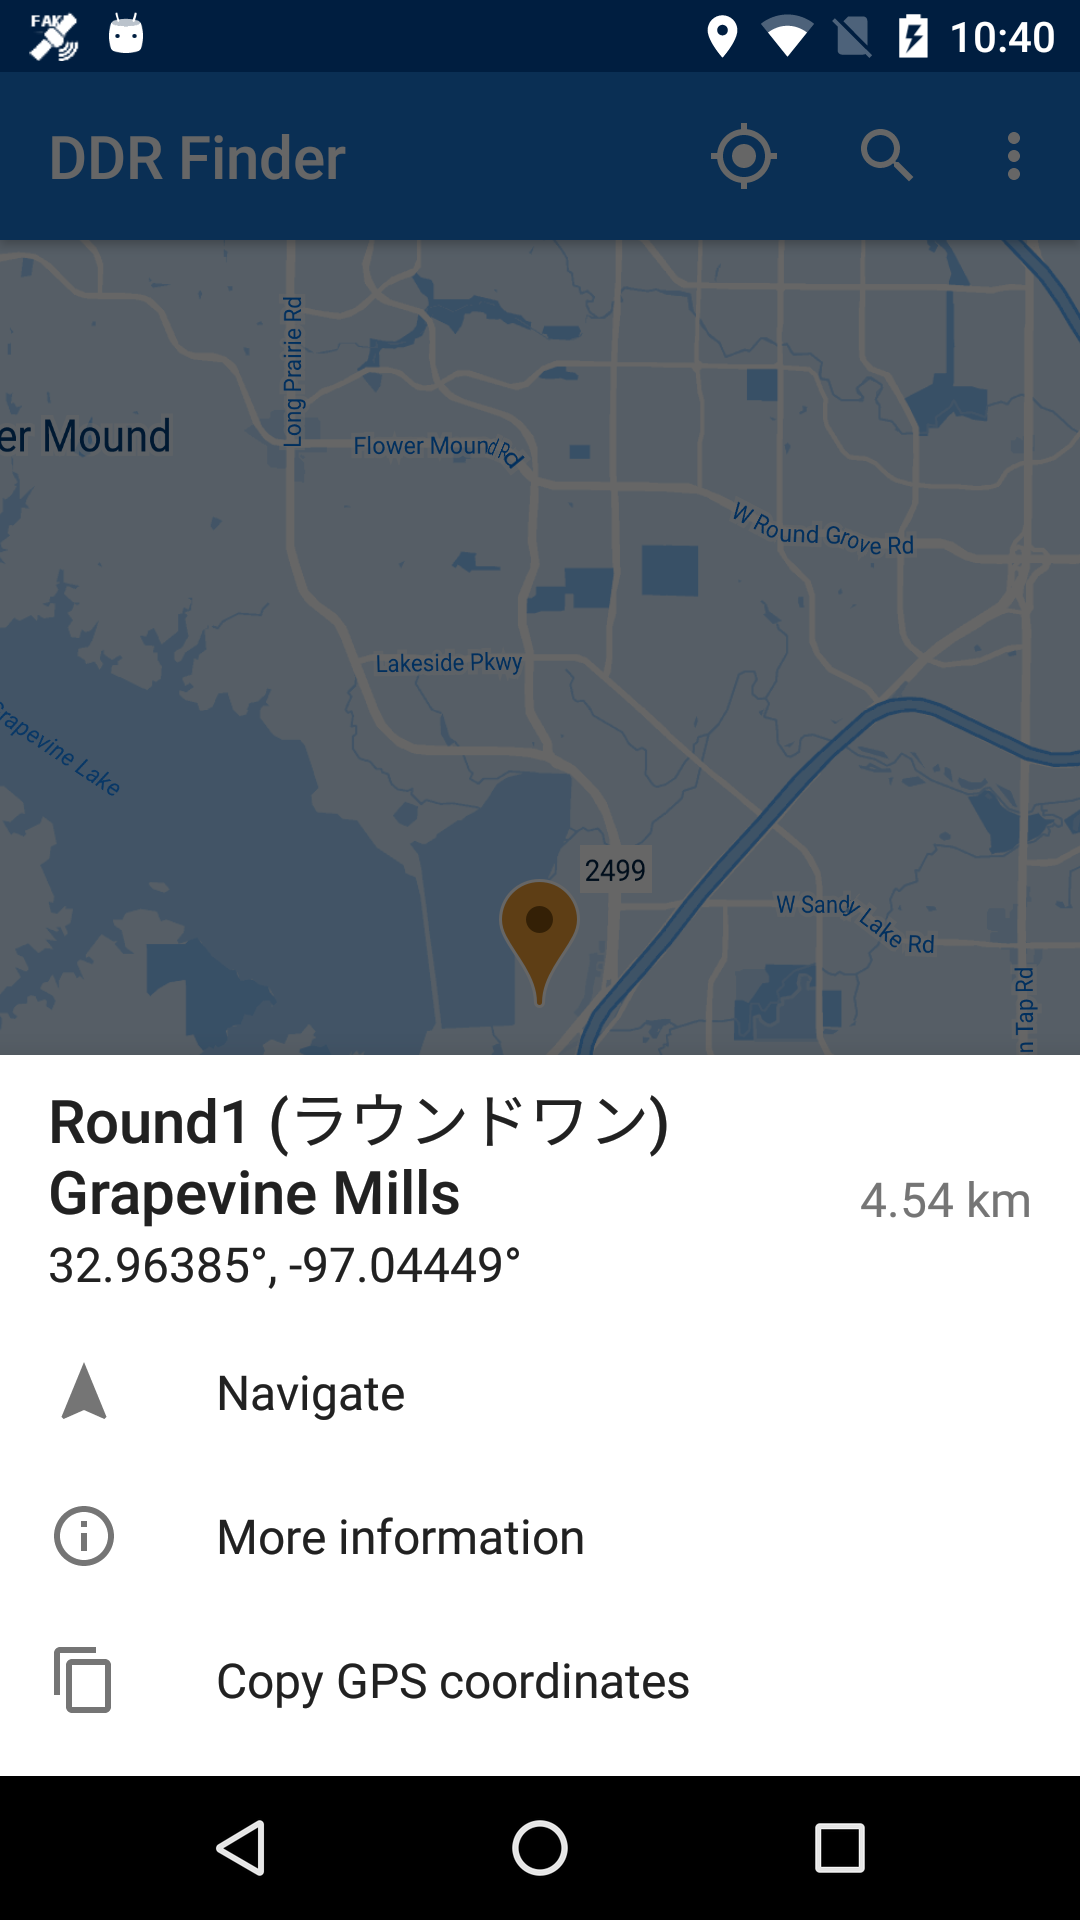 FAKE
10:40
DDR Finder
Long Prairie Rd
er Mound
Flower Mound Rd
W Round Grove Rd
Lakeside Pkwy
Grapevine Lake
2499
W Sandy Lake Rd
n Tap Rd
Round1 (ラウンドワン)
Grapevine Mills
4.54 km
32.96385°, -97.04449°
Navigate
More information
Copy GPS coordinates